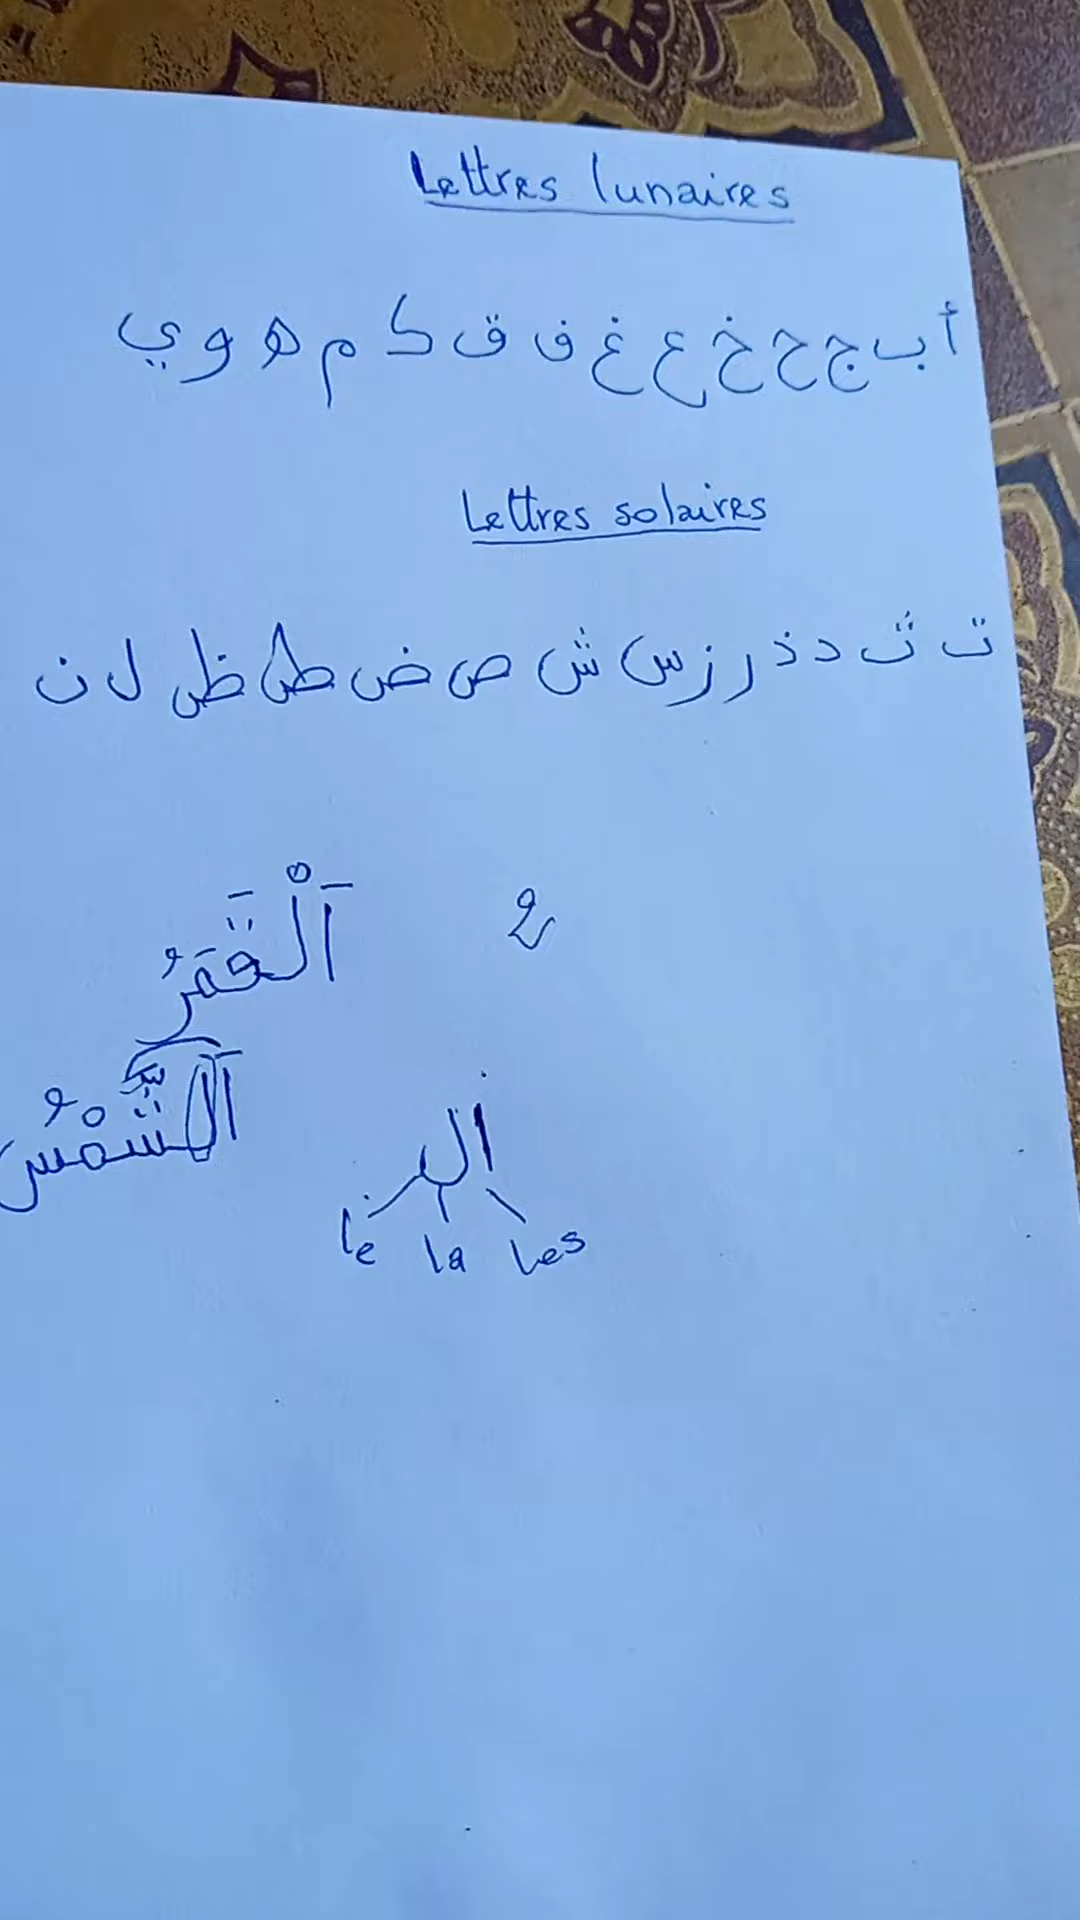 Lettres lunaires
أ ب ج ح خ ع غ ف ق ك م ه و ي
Lettres solaires
ت ث د ذ ر ز س ش ص ض ط ظ ل ن
اَلْقَمَرُ
اَلشَّمْسُ
ال
le la les